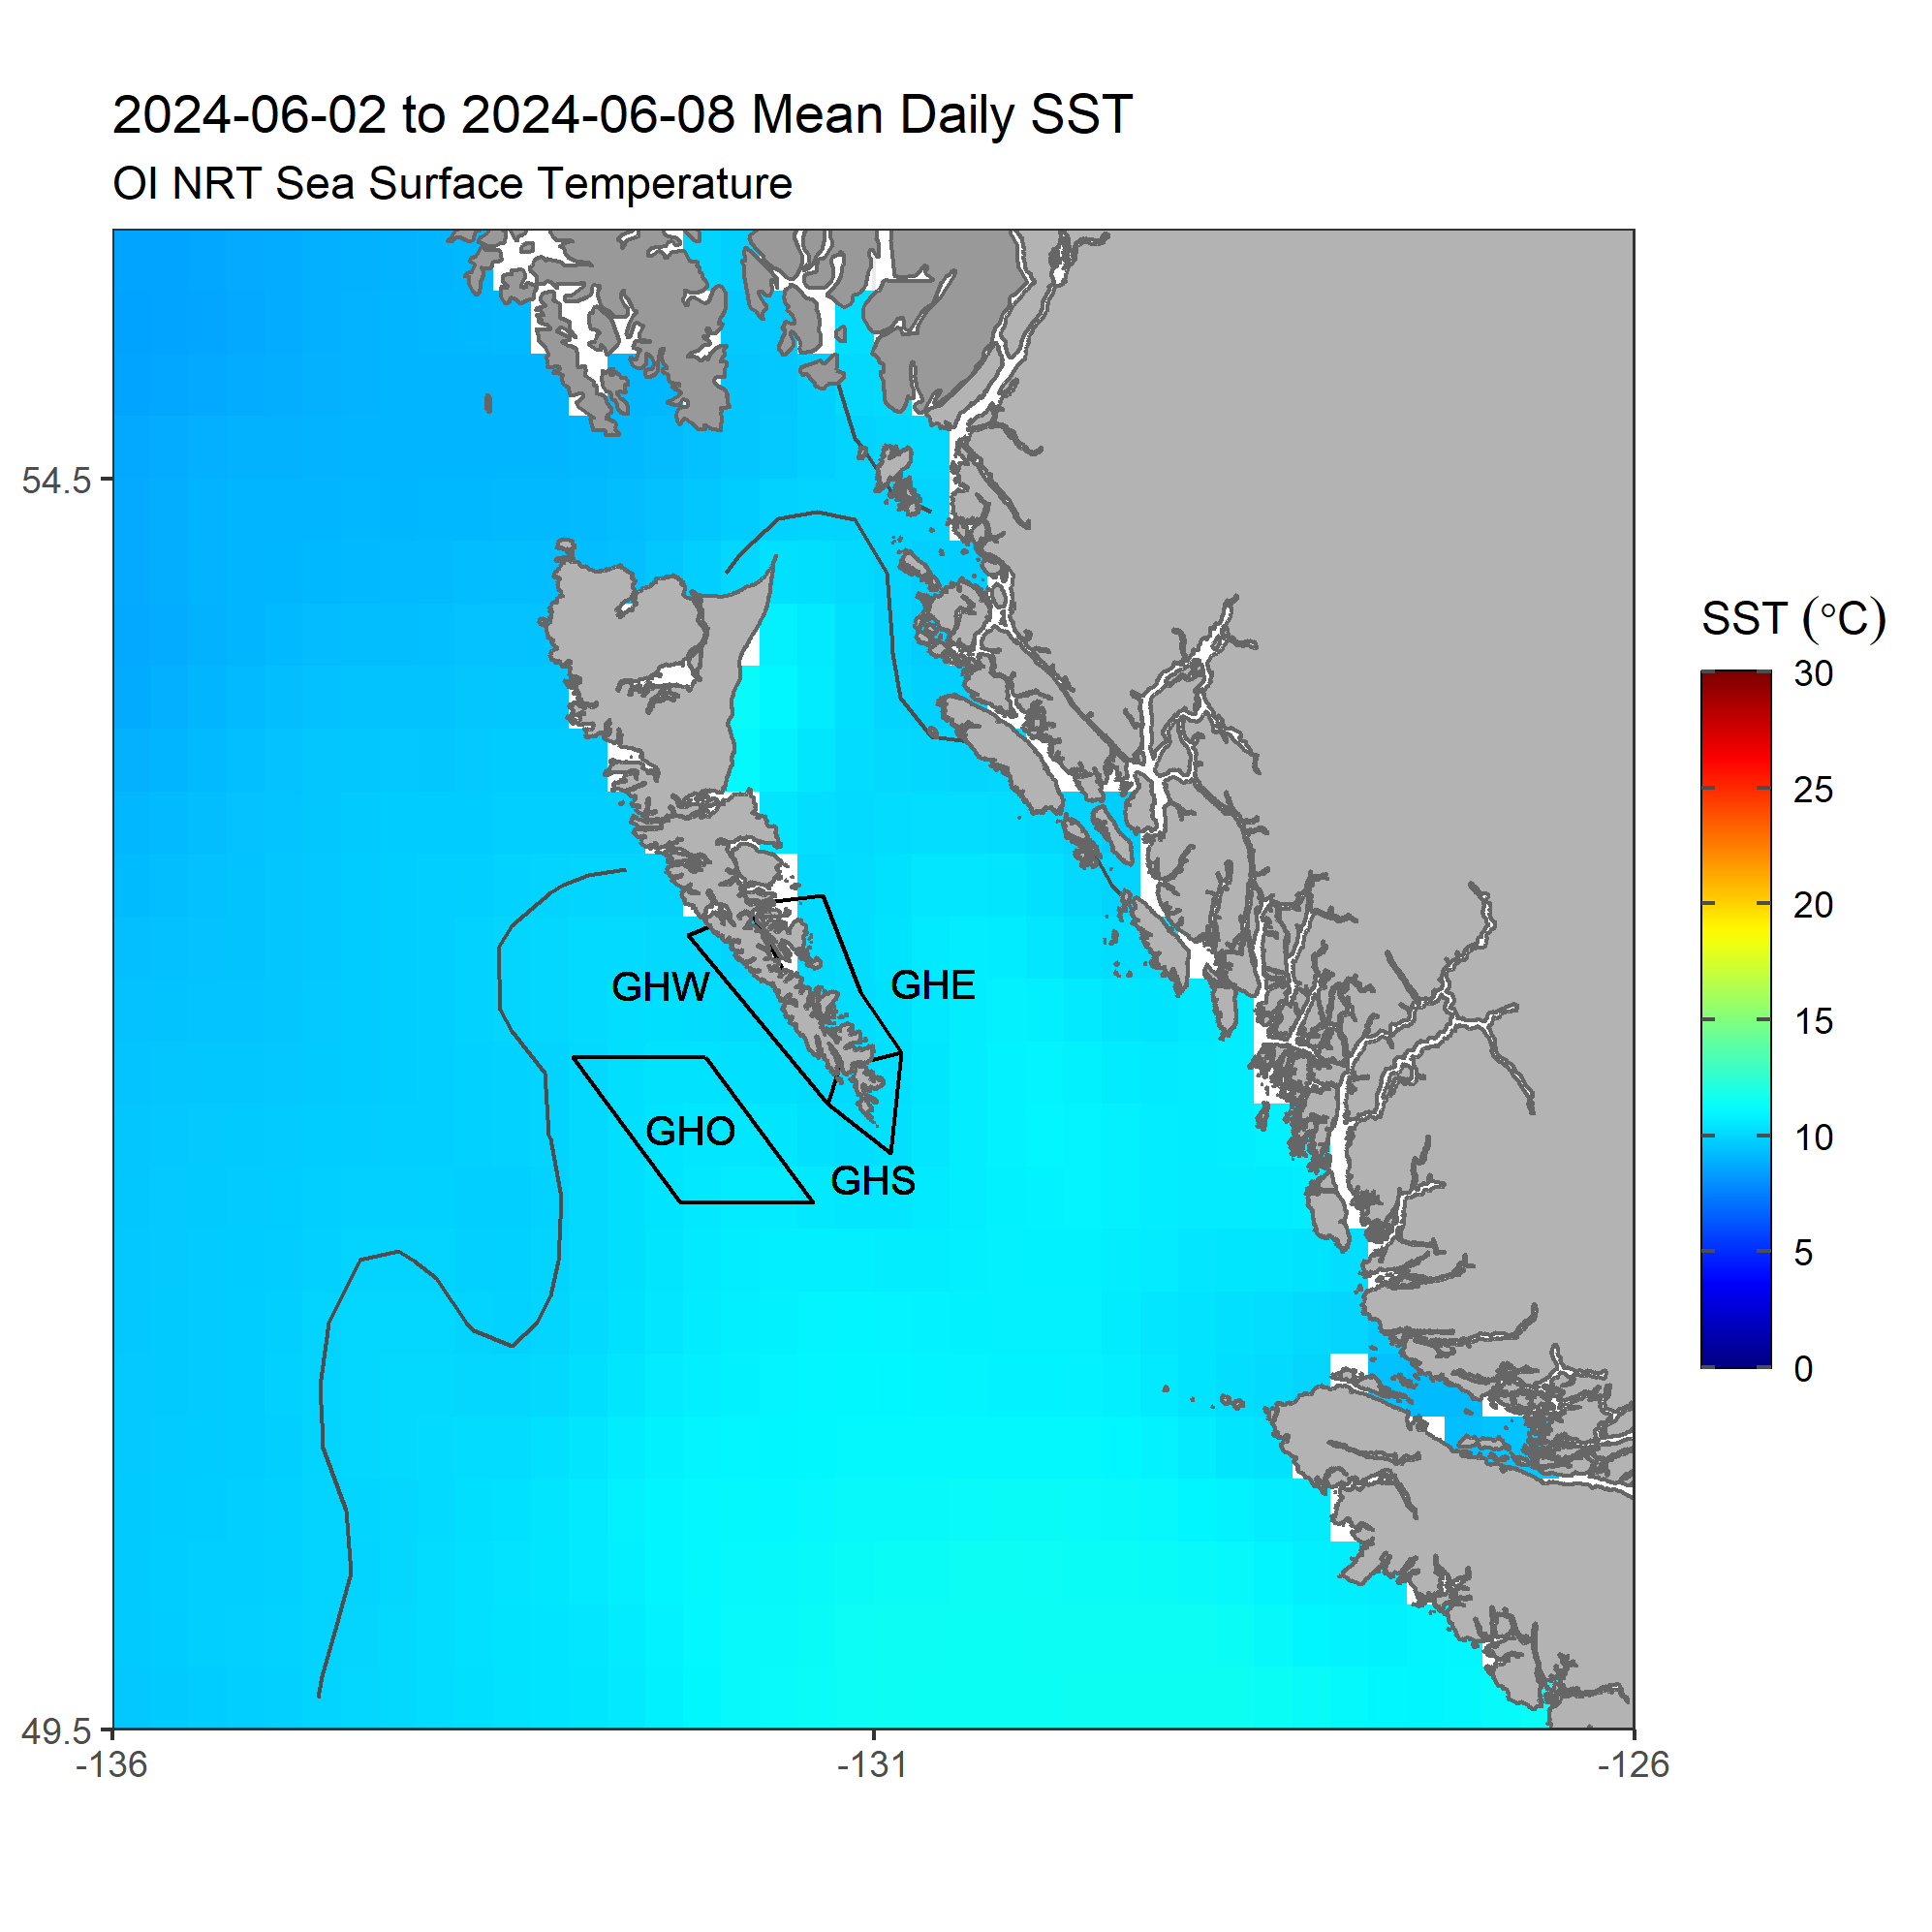 2024-06-02 to 2024-06-08 Mean Daily SST
OI NRT Sea Surface Temperature
54.5
49.5
-136
-131
-126
GHW
GHE
GHO
GHS
SST (°C)
30
25
20
15
10
5
0